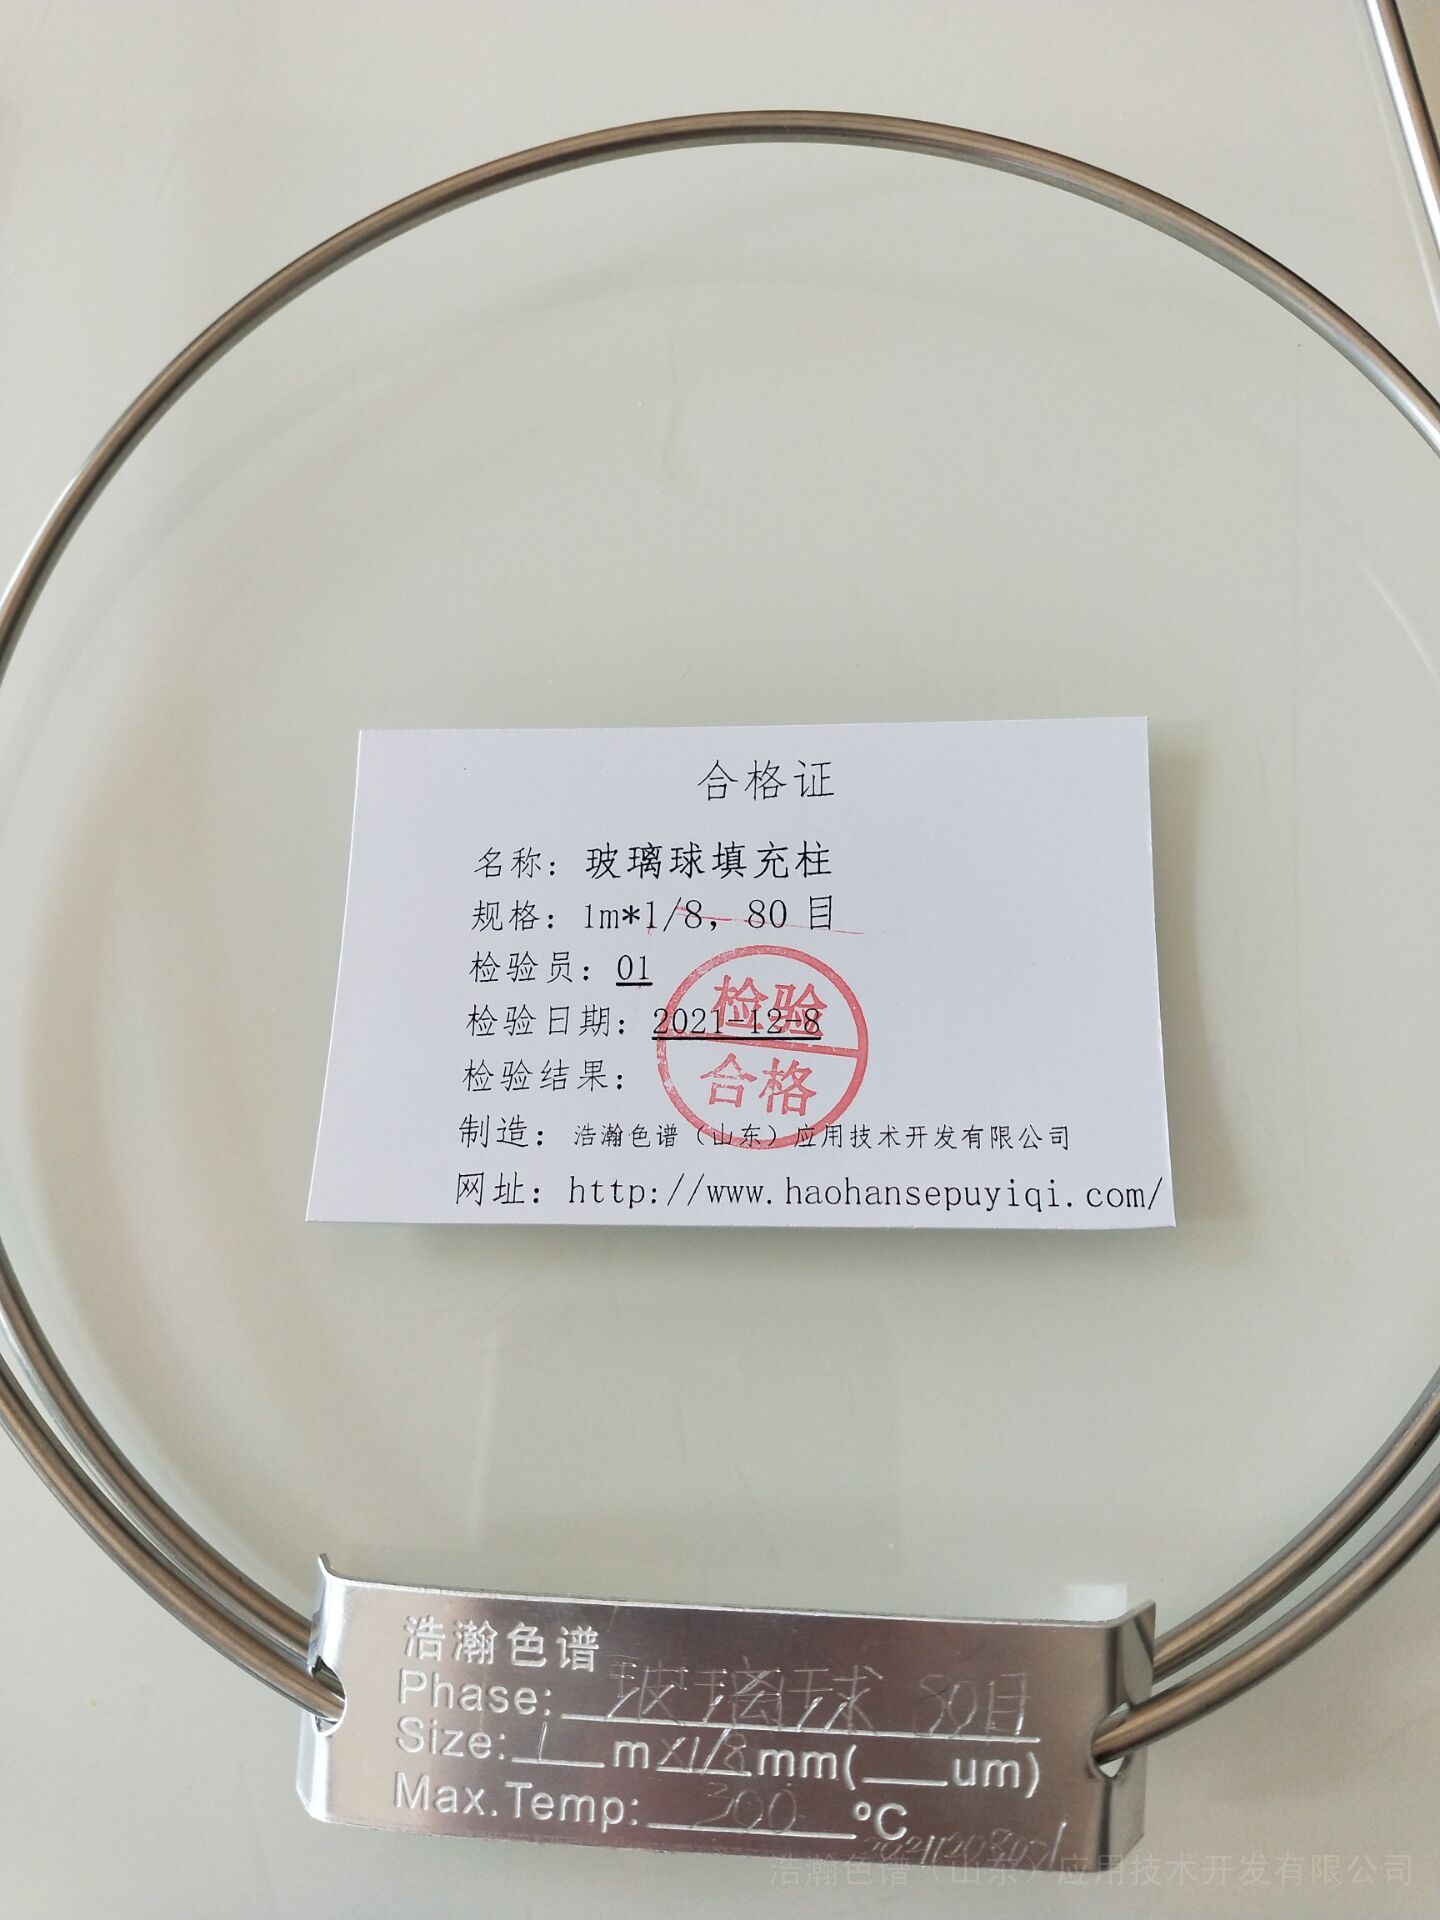 合格证
名称：玻璃球填充柱
规格：1m*1/8，80目
检验员：01
检验日期：2021-12-8
检验结果：
检验
合格
制造：浩瀚色谱（山东）应用技术开发有限公司
网址：http://www.haohansepuyiqi.com/
浩瀚色谱
Phase: 玻璃球 80目
Size: 1 m x1/8 mm(___um)
Max.Temp: 300 ºC
浩瀚色谱（山东）应用技术开发有限公司